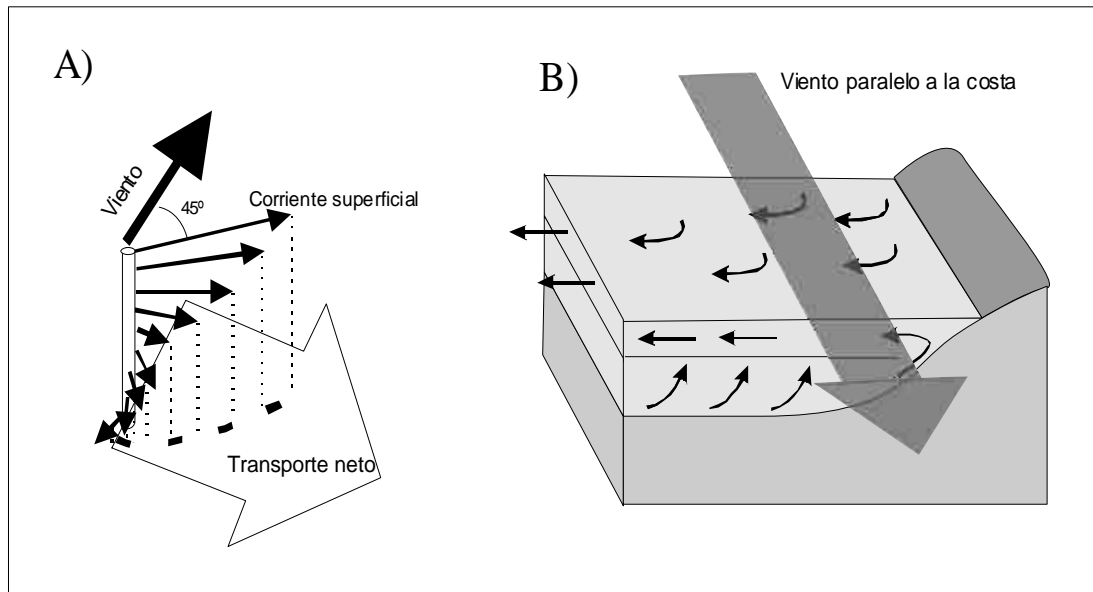 A)
Viento
45º
Corriente superficial
Transporte neto
B)
Viento paralelo a la costa